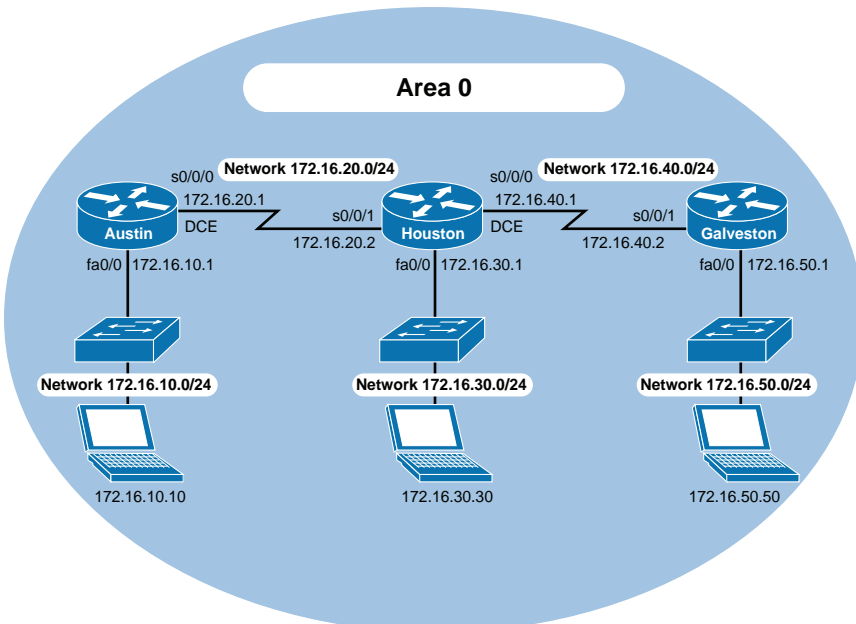 Area 0
Network 172.16.20.0/24
Network 172.16.40.0/24
s0/0/0
172.16.20.1
DCE
s0/0/1
172.16.20.2
s0/0/0
172.16.40.1
DCE
s0/0/1
172.16.40.2
Austin
Houston
Galveston
fa0/0 172.16.10.1
fa0/0 172.16.30.1
fa0/0 172.16.50.1
Network 172.16.10.0/24
Network 172.16.30.0/24
Network 172.16.50.0/24
172.16.10.10
172.16.30.30
172.16.50.50